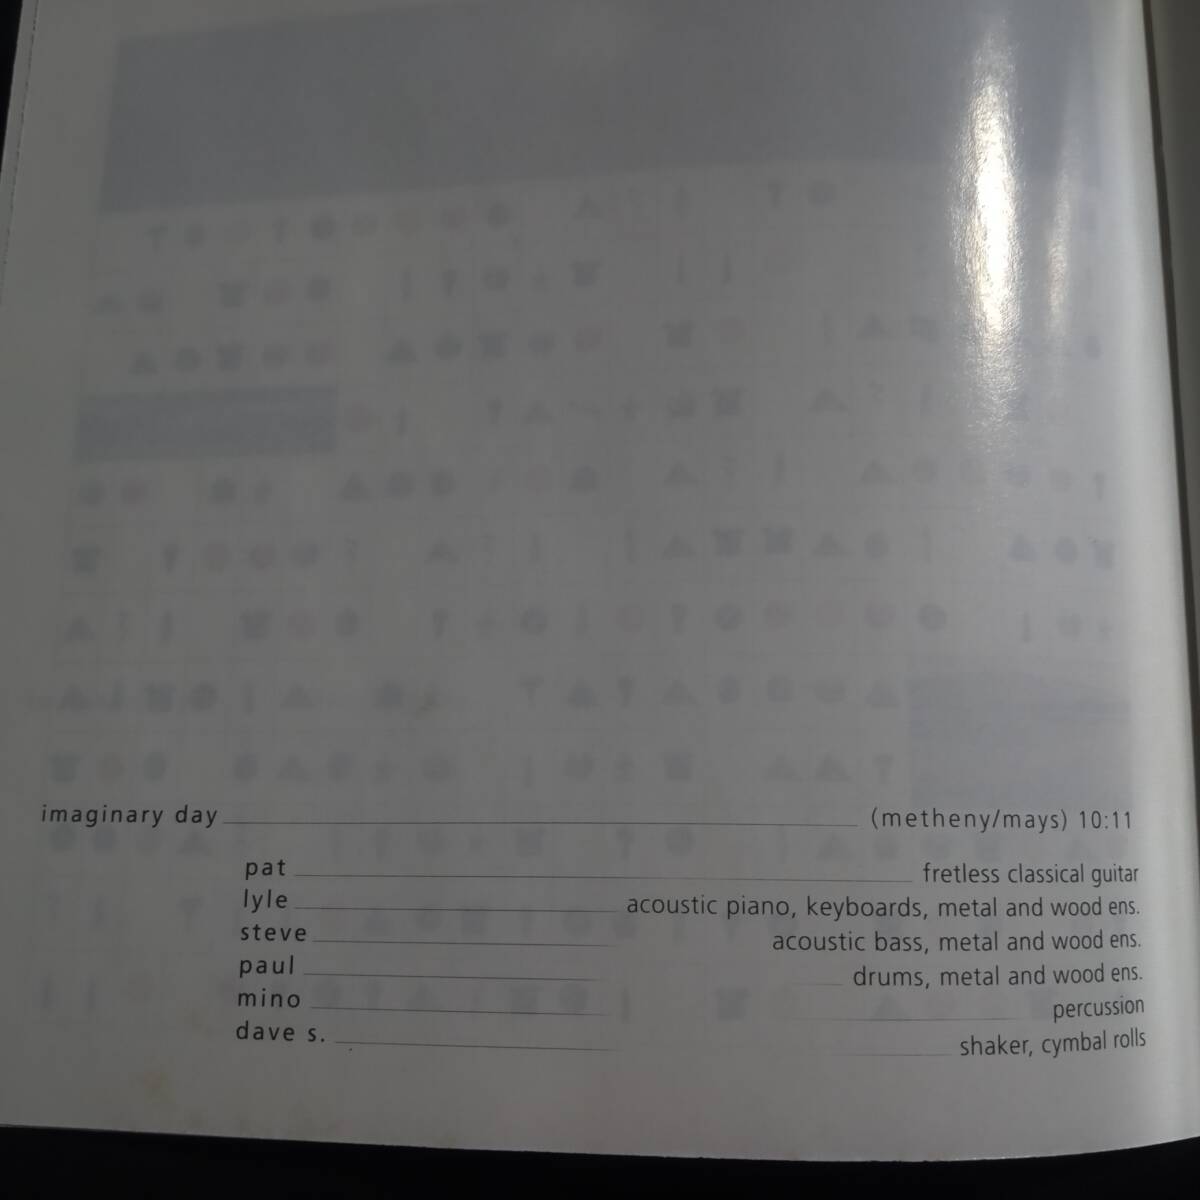 imaginary day (metheny/mays) 10:11
pat fretless classical guitar
lyle acoustic piano, keyboards, metal and wood ens.
steve acoustic bass, metal and wood ens.
paul drums, metal and wood ens.
mino percussion
dave s. shaker, cymbal rolls